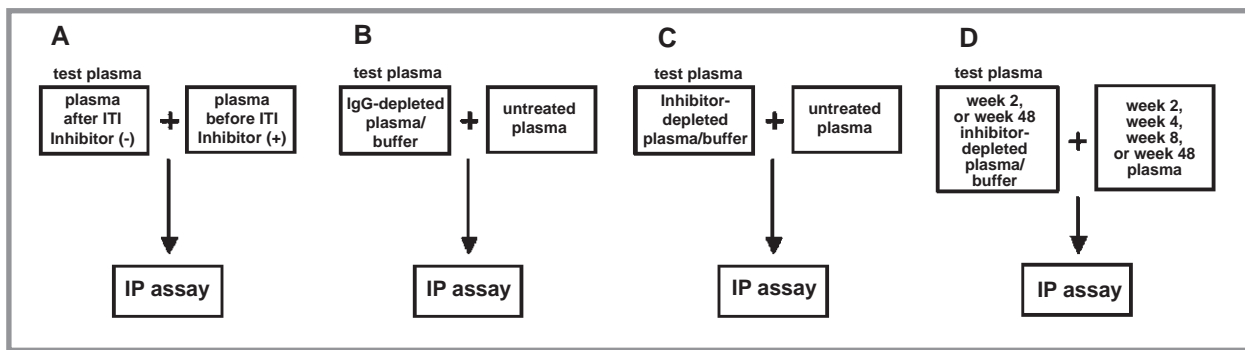 A
test plasma
plasma
after ITI
Inhibitor (-)
+
plasma
before ITI
Inhibitor (+)
IP assay
B
test plasma
IgG-depleted
plasma/
buffer
+
untreated
plasma
IP assay
C
test plasma
Inhibitor-
depleted
plasma/buffer
+
untreated
plasma
IP assay
D
test plasma
week 2,
or week 48
inhibitor-
depleted
plasma/
buffer
+
week 2,
week 4,
week 8,
or week 48
plasma
IP assay